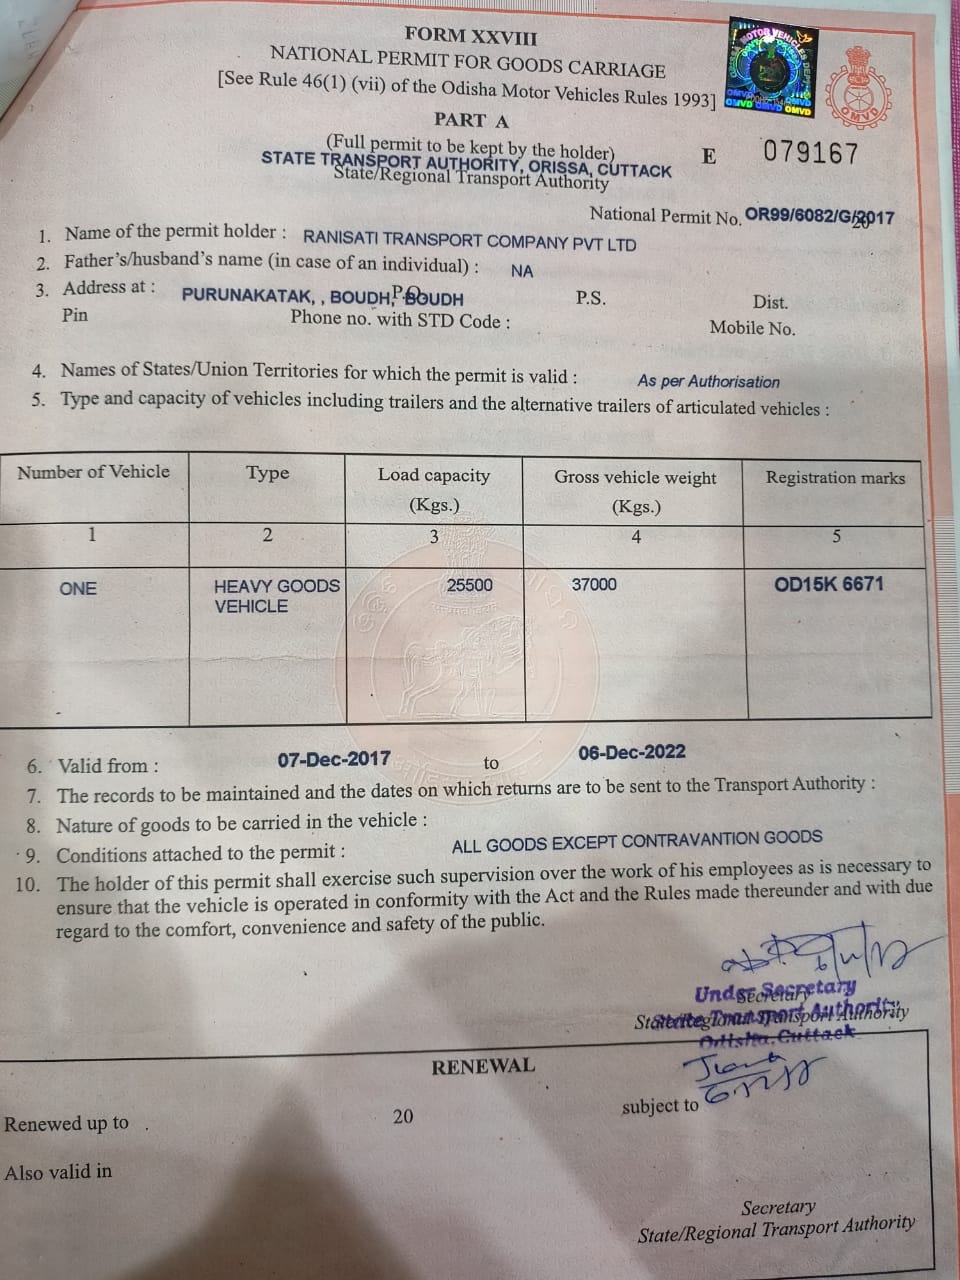 FORM XXVIII
NATIONAL PERMIT FOR GOODS CARRIAGE
[See Rule 46(1) (vii) of the Odisha Motor Vehicles Rules 1993]
PART A
(Full permit to be kept by the holder)
STATE TRANSPORT AUTHORITY, ORISSA, CUTTACK
State/Regional Transport Authority
E 079167
National Permit No. OR99/6082/G/2017
1. Name of the permit holder : RANISATI TRANSPORT COMPANY PVT LTD
2. Father's/husband's name (in case of an individual) : NA
3. Address at : PURUNAKATAK, , BOUDH, BOUDH P.O. P.S. Dist.
Pin Phone no. with STD Code : Mobile No.
4. Names of States/Union Territories for which the permit is valid : As per Authorisation
5. Type and capacity of vehicles including trailers and the alternative trailers of articulated vehicles :
Number of Vehicle Type Load capacity (Kgs.) Gross vehicle weight (Kgs.) Registration marks
1 2 3 4 5
ONE HEAVY GOODS VEHICLE 25500 37000 OD15K 6671
6. Valid from : 07-Dec-2017 to 06-Dec-2022
7. The records to be maintained and the dates on which returns are to be sent to the Transport Authority :
8. Nature of goods to be carried in the vehicle :
9. Conditions attached to the permit : ALL GOODS EXCEPT CONTRAVANTION GOODS
10. The holder of this permit shall exercise such supervision over the work of his employees as is necessary to
ensure that the vehicle is operated in conformity with the Act and the Rules made thereunder and with due
regard to the comfort, convenience and safety of the public.
Under Secretary
Secretary
State Transport Authority
State/Regional Transport Authority
Odisha, Cuttack
RENEWAL
Renewed up to 20 subject to
Also valid in
Secretary
State/Regional Transport Authority